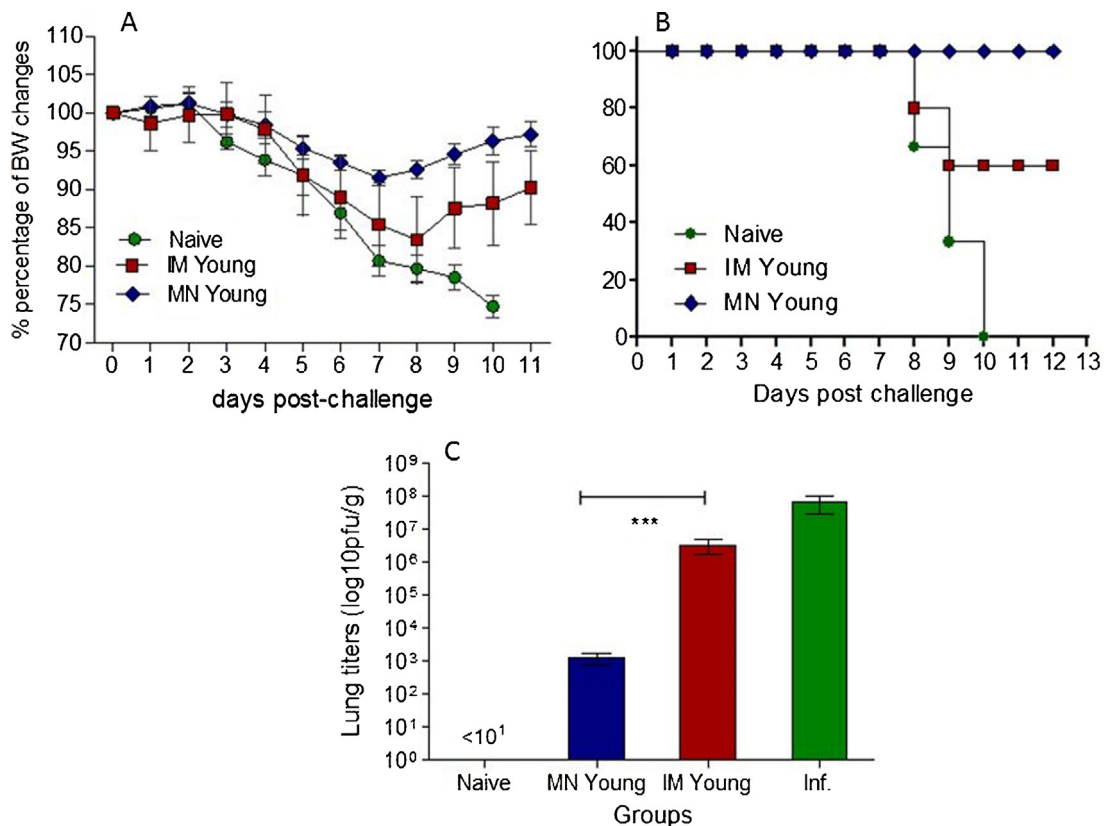 A
% percentage of BW changes
110
105
100
95
90
85
80
75
70
Naive
IM Young
MN Young
0 1 2 3 4 5 6 7 8 9 10 11
days post-challenge
B
100
80
60
40
20
0
Naive
IM Young
MN Young
0 1 2 3 4 5 6 7 8 9 10 11 12 13
Days post challenge
C
Lung titers (log10pfu/g)
10⁹
10⁸
10⁷
10⁶
10⁵
10⁴
10³
10²
10¹
10⁰
***
<10¹
Naive MN Young IM Young Inf.
Groups